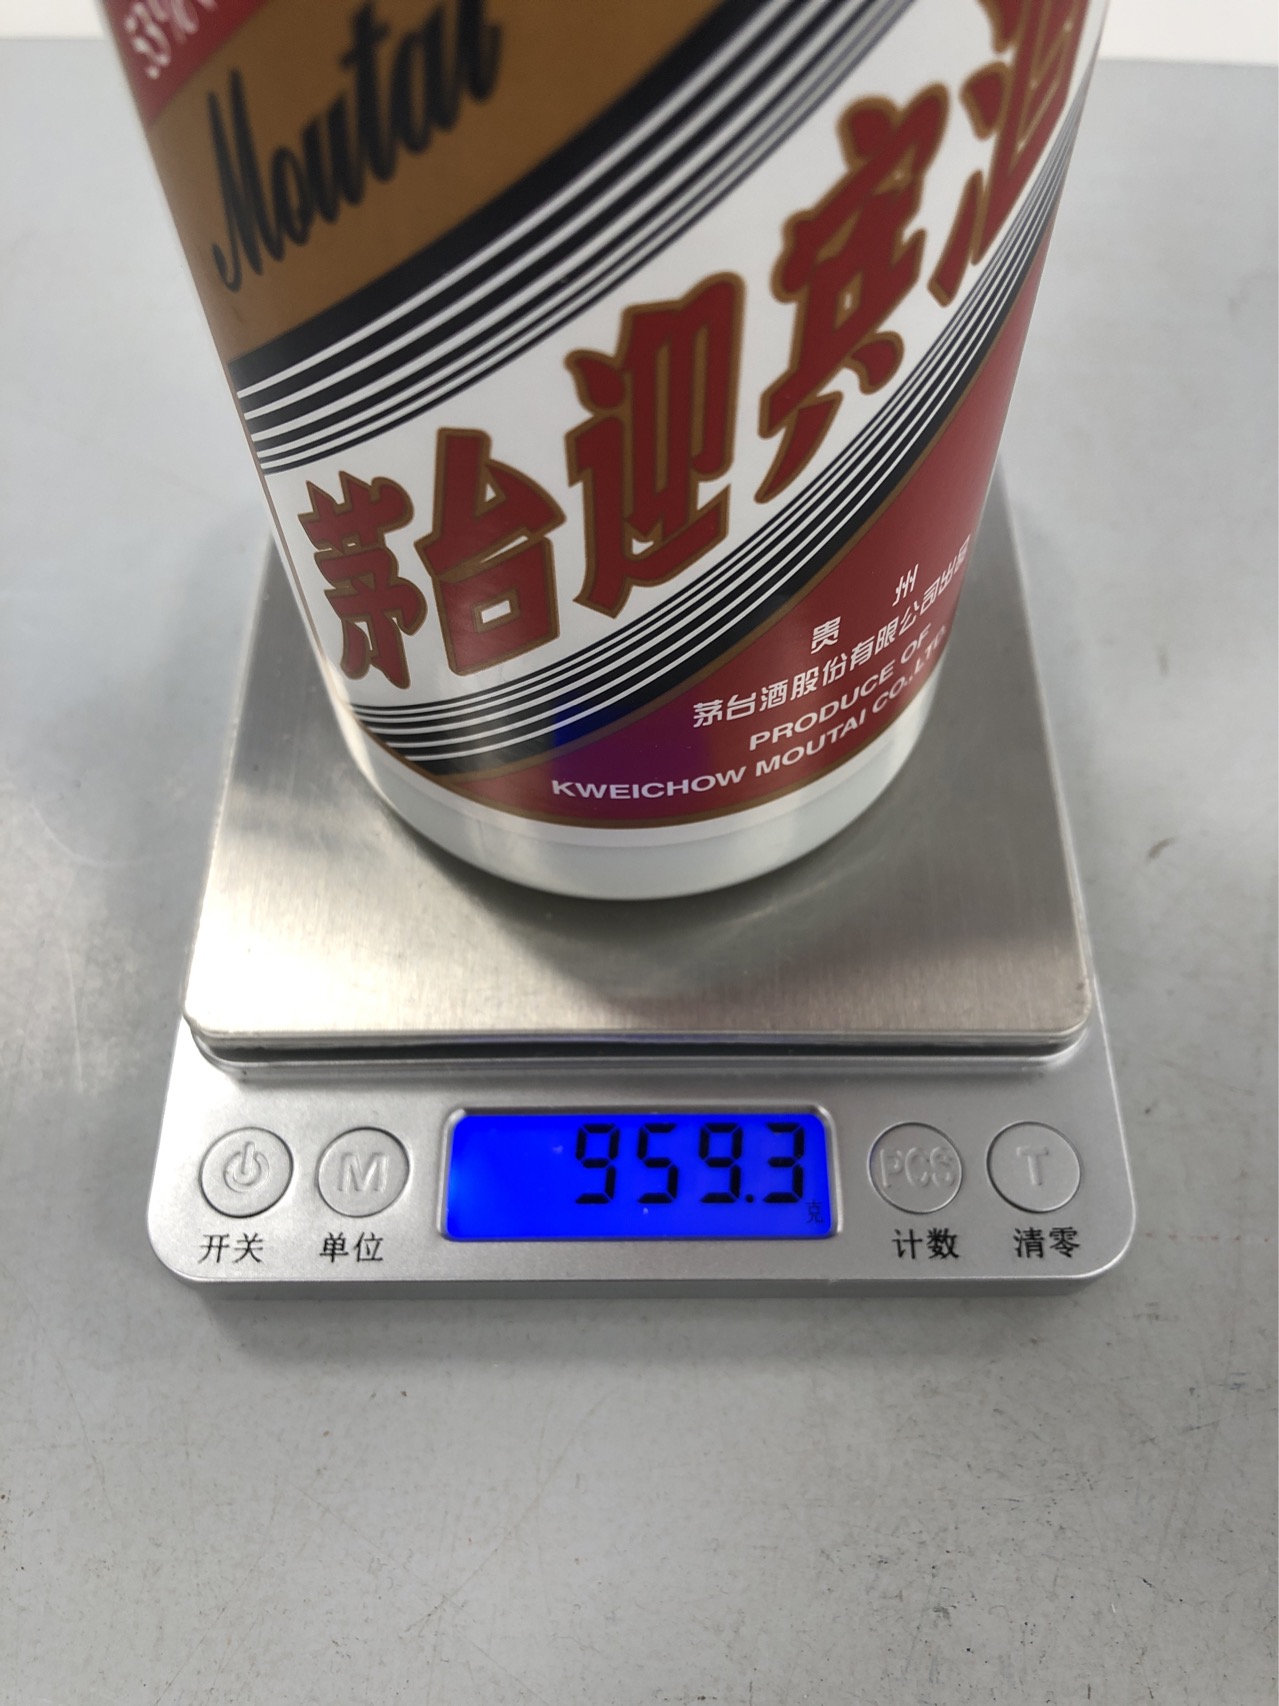 53%
Moutai
茅台迎宾酒
贵州
茅台酒股份有限公司出品
PRODUCE OF
KWEICHOW MOUTAI CO.,LTD
959.3
克
M
PCS
T
开关
单位
计数
清零